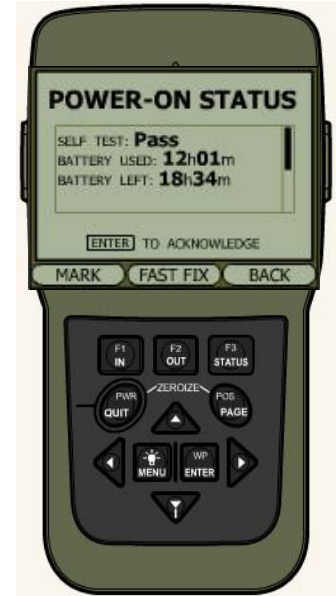 POWER-ON STATUS
SELF TEST: Pass
BATTERY USED: 12h01m
BATTERY LEFT: 18h34m
ENTER TO ACKNOWLEDGE
MARK FAST FIX BACK
F1 F2 F3
IN OUT STATUS
PWR ZEROIZE POS
QUIT PAGE
WP
MENU ENTER